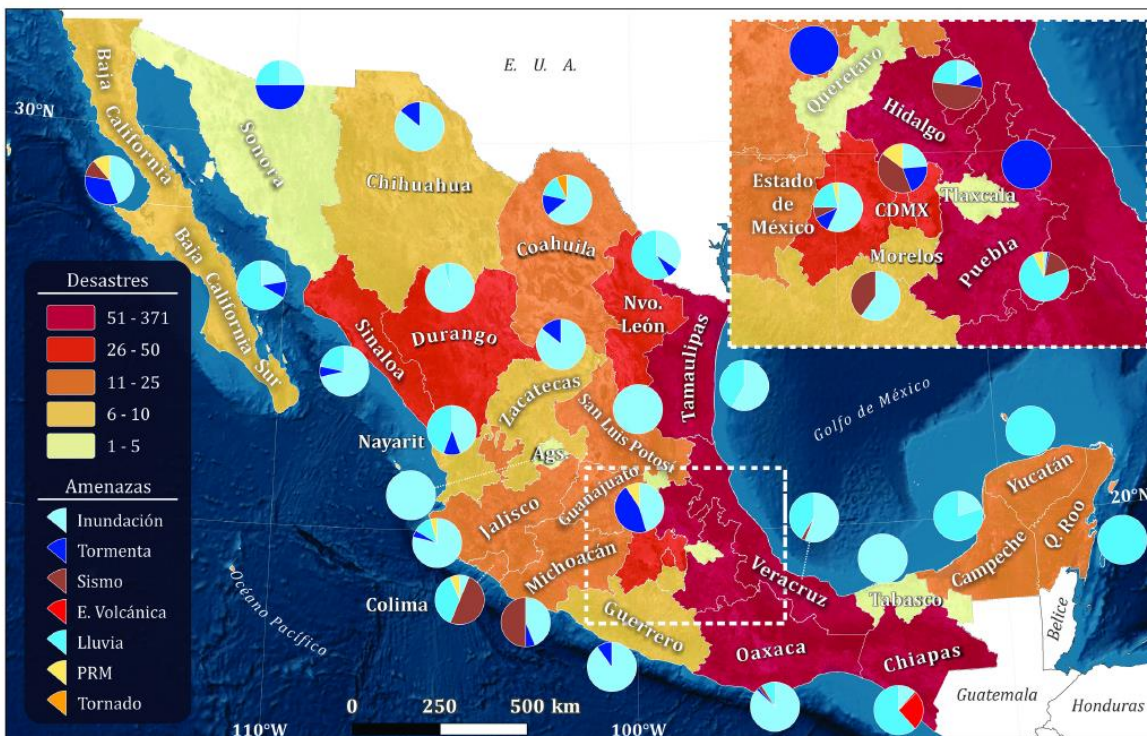 E. U. A.
30°N
Baja California
Sonora
Chihuahua
Coahuila
Baja California Sur
Sinaloa
Durango
Nvo.
León
Tamaulipas
Zacatecas
San Luis Potosí
Nayarit
Ags.
Jalisco
Guanajuato
Michoacán
Colima
Guerrero
Veracruz
Oaxaca
Chiapas
Tabasco
Campeche
Yucatán
Q. Roo
20°N
Golfo de México
Océano Pacífico
Belice
Guatemala
Honduras
Querétaro
Hidalgo
Estado
de
México
CDMX
Tlaxcala
Morelos
Puebla
Desastres
51 - 371
26 - 50
11 - 25
6 - 10
1 - 5
Amenazas
Inundación
Tormenta
Sismo
E. Volcánica
Lluvia
PRM
Tornado
110°W
0 250 500 km
100°W